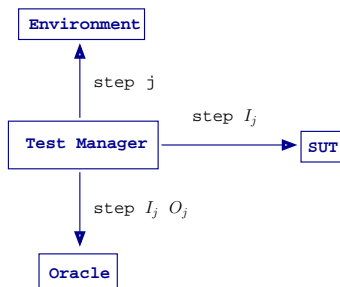 Environment
step j
step I_j
Test Manager
SUT
step I_j O_j
Oracle